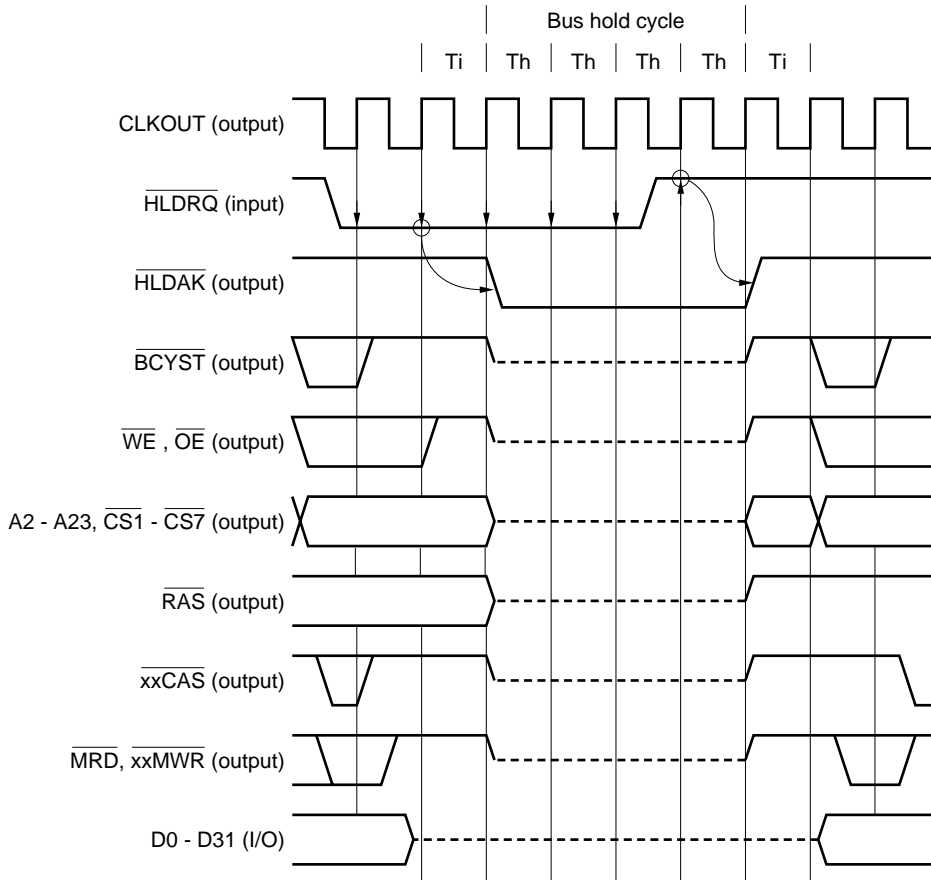 Bus hold cycle
Ti Th Th Th Th Ti
CLKOUT (output)
HLDRQ (input)
HLDAK (output)
BCYST (output)
WE , OE (output)
A2 - A23, CS1 - CS7 (output)
RAS (output)
xxCAS (output)
MRD, xxMWR (output)
D0 - D31 (I/O)